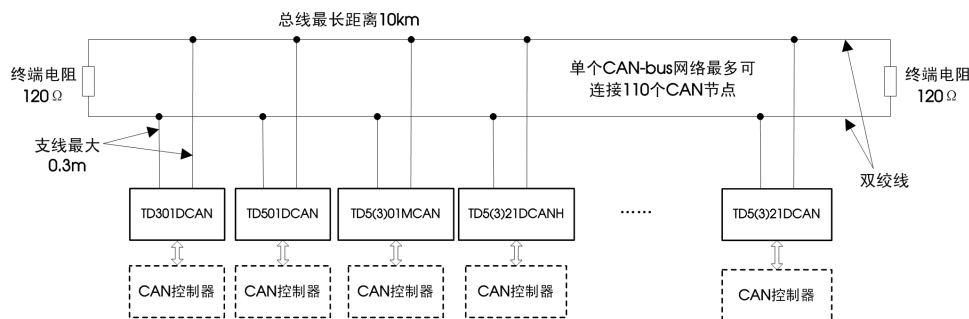 总线最长距离10km
终端电阻
120Ω
单个CAN-bus网络最多可
连接110个CAN节点
终端电阻
120Ω
支线最大
0.3m
双绞线
TD301DCAN
TD501DCAN
TD5(3)01MCAN
TD5(3)21DCANH
······
TD5(3)21DCAN
CAN控制器
CAN控制器
CAN控制器
CAN控制器
CAN控制器